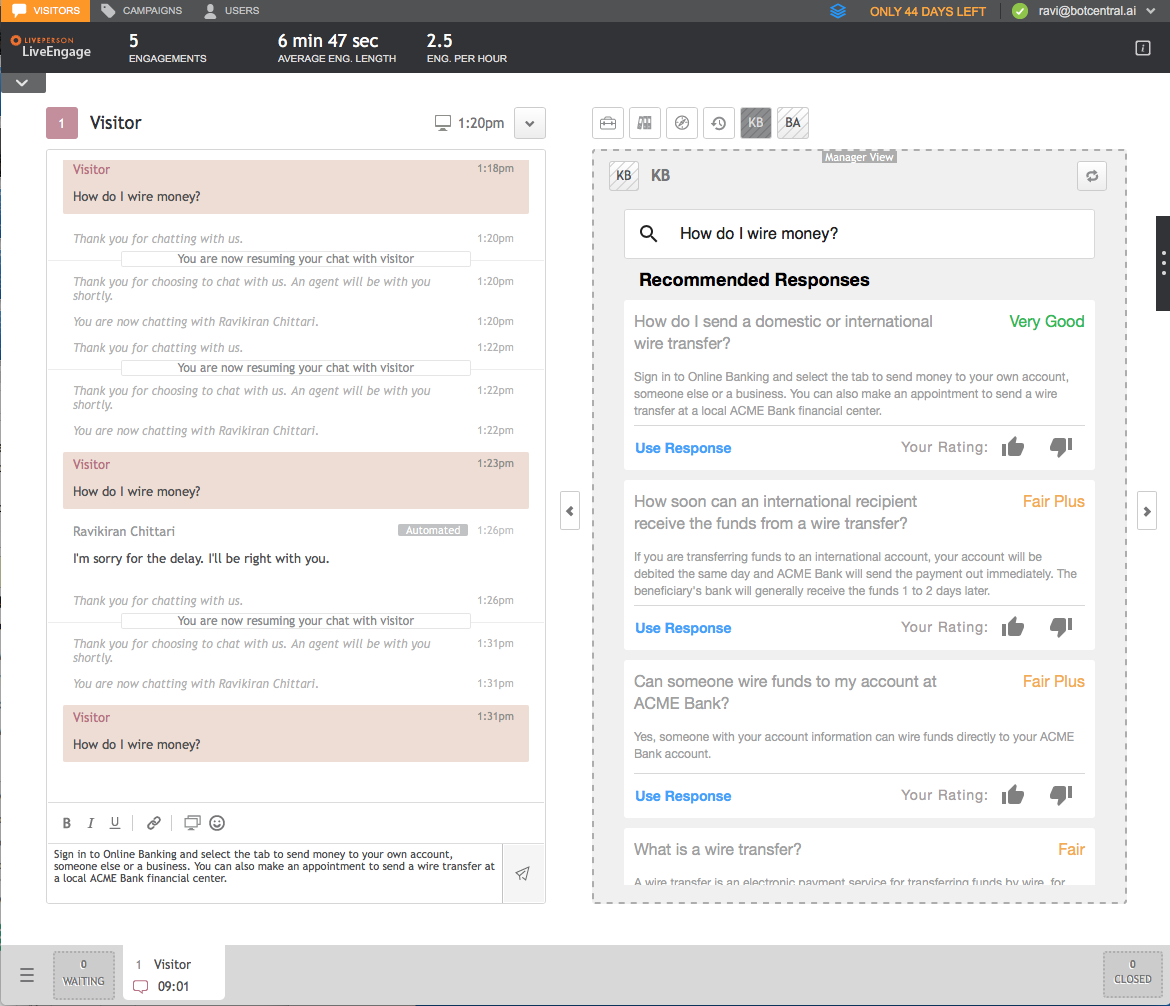 VISITORS CAMPAIGNS USERS ONLY 44 DAYS LEFT ravi@botcentral.ai
LIVEPERSON
LiveEngage
5
ENGAGEMENTS
6 min 47 sec
AVERAGE ENG. LENGTH
2.5
ENG. PER HOUR
i
1 Visitor 1:20pm
Visitor 1:18pm
How do I wire money?
Thank you for chatting with us. 1:20pm
You are now resuming your chat with visitor
Thank you for choosing to chat with us. An agent will be with you 1:20pm
shortly.
You are now chatting with Ravikiran Chittari. 1:20pm
Thank you for chatting with us. 1:22pm
You are now resuming your chat with visitor
Thank you for choosing to chat with us. An agent will be with you 1:22pm
shortly.
You are now chatting with Ravikiran Chittari. 1:22pm
Visitor 1:23pm
How do I wire money?
Ravikiran Chittari Automated 1:26pm
I'm sorry for the delay. I'll be right with you.
Thank you for chatting with us. 1:26pm
You are now resuming your chat with visitor
Thank you for choosing to chat with us. An agent will be with you 1:31pm
shortly.
You are now chatting with Ravikiran Chittari. 1:31pm
Visitor 1:31pm
How do I wire money?
B I U
Sign in to Online Banking and select the tab to send money to your own account,
someone else or a business. You can also make an appointment to send a wire transfer at
a local ACME Bank financial center.
KB BA
Manager View
KB KB
How do I wire money?
Recommended Responses
How do I send a domestic or international Very Good
wire transfer?
Sign in to Online Banking and select the tab to send money to your own account,
someone else or a business. You can also make an appointment to send a wire
transfer at a local ACME Bank financial center.
Use Response Your Rating:
How soon can an international recipient Fair Plus
receive the funds from a wire transfer?
If you are transferring funds to an international account, your account will be
debited the same day and ACME Bank will send the payment out immediately. The
beneficiary's bank will generally receive the funds 1 to 2 days later.
Use Response Your Rating:
Can someone wire funds to my account at Fair Plus
ACME Bank?
Yes, someone with your account information can wire funds directly to your ACME
Bank account.
Use Response Your Rating:
What is a wire transfer? Fair
A wire transfer is an electronic payment service for transferring funds by wire, for
0
WAITING
1 Visitor
09:01
0
CLOSED